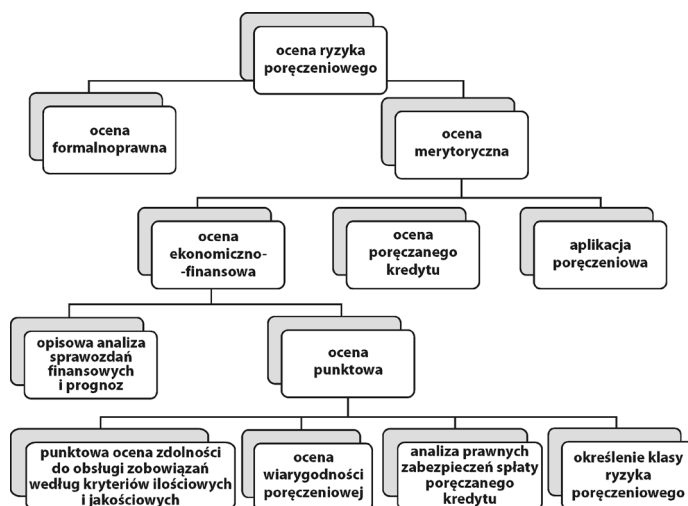 ocena ryzyka
poręczeniowego
ocena
formalnoprawna
ocena
merytoryczna
ocena
ekonomiczno-
-finansowa
ocena
poręczanego
kredytu
aplikacja
poręczeniowa
opisowa analiza
sprawozdań
finansowych
i prognoz
ocena
punktowa
punktowa ocena zdolności
do obsługi zobowiązań
według kryteriów ilościowych
i jakościowych
ocena
wiarygodności
poręczeniowej
analiza prawnych
zabezpieczeń spłaty
poręczanego
kredytu
określenie klasy
ryzyka
poręczeniowego